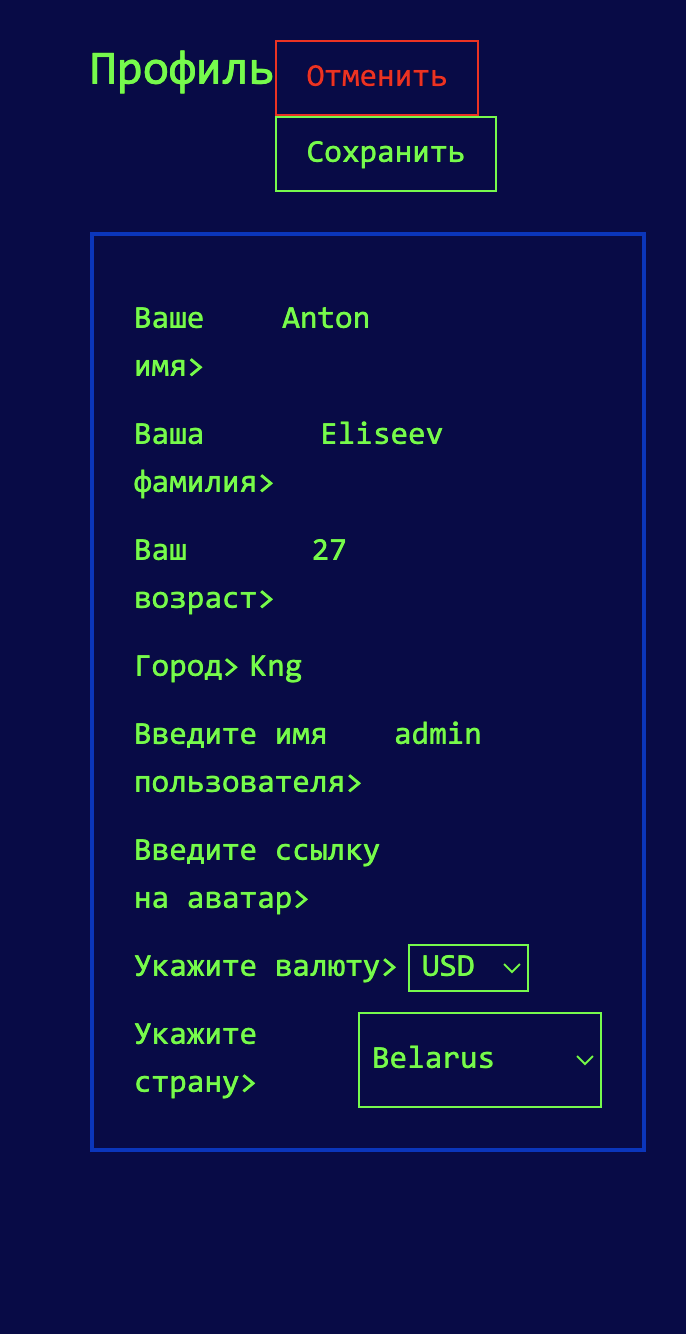 Профиль Отменить
Сохранить
Ваше Anton
имя>
Ваша Eliseev
фамилия>
Ваш 27
возраст>
Город> Kng
Введите имя admin
пользователя>
Введите ссылку
на аватар>
Укажите валюту> USD
Укажите
страну> Belarus